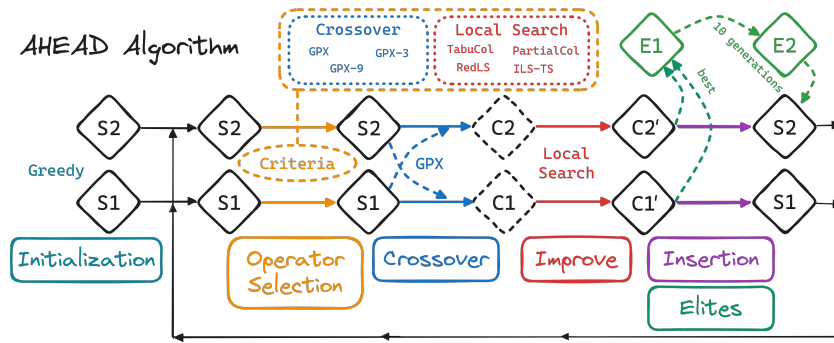 AHEAD Algorithm
Crossover
GPX
GPX-3
GPX-9
Local Search
TabuCol
PartialCol
RedLS
ILS-TS
E1
10 generations
E2
best
S2
S2
S2
C2
C2'
S2
Greedy
Criteria
GPX
Local
Search
S1
S1
S1
C1
C1'
S1
Initialization
Operator
Selection
Crossover
Improve
Insertion
Elites